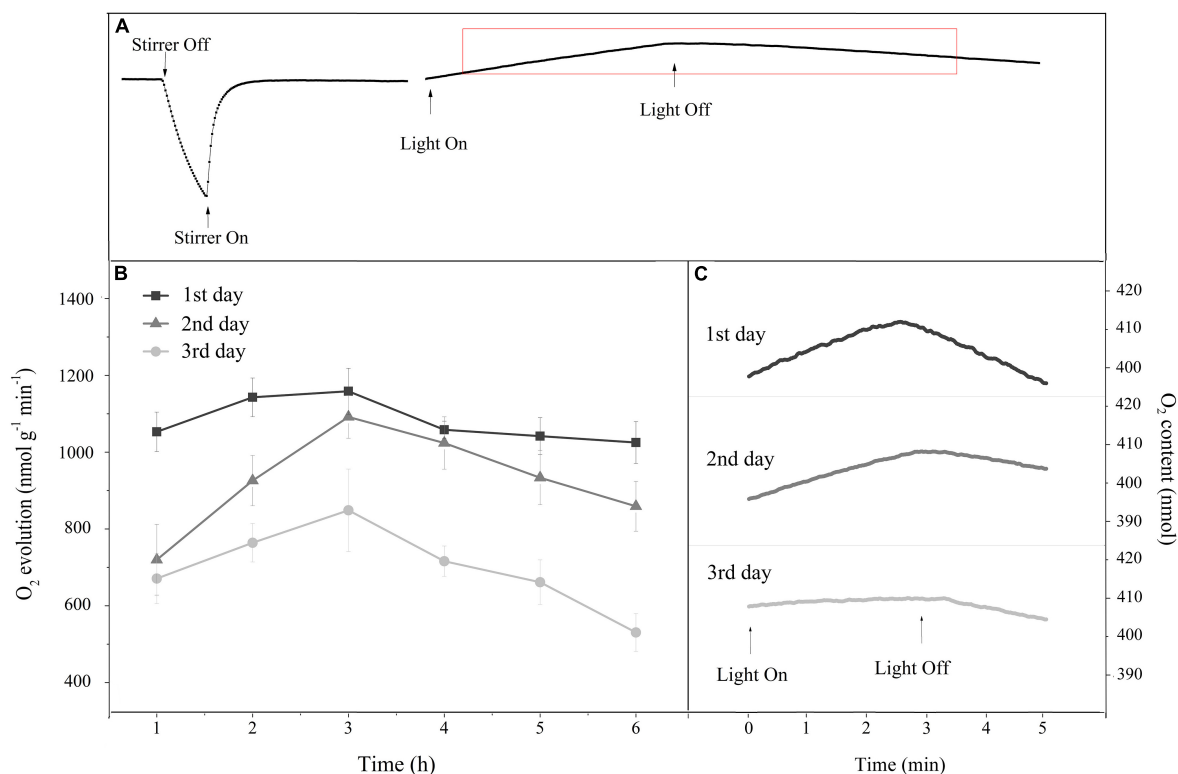 A
Stirrer Off
Stirrer On
Light On
Light Off
B
1st day
2nd day
3rd day
1400
1200
1000
800
600
400
O₂ evolution (nmol g⁻¹ min⁻¹)
1 2 3 4 5 6
Time (h)
C
1st day
2nd day
3rd day
Light On
Light Off
420
410
400
420
410
400
390
420
410
400
390
O₂ content (nmol)
0 1 2 3 4 5
Time (min)